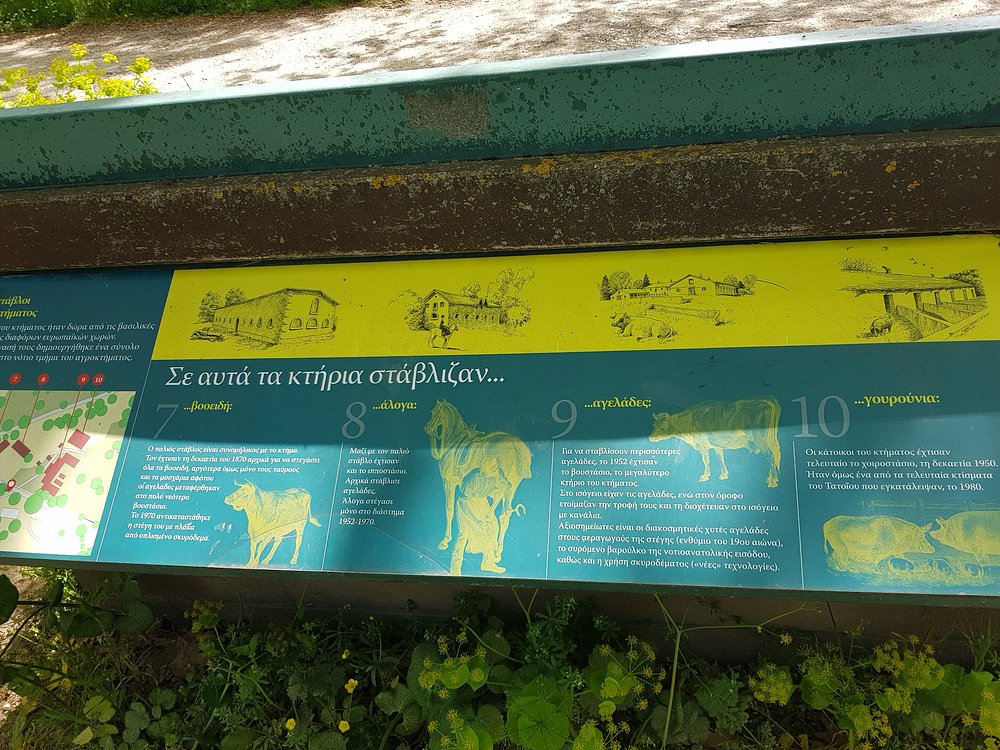 τάβλοι
τήματος
του κτήματος ήταν δώρα από τις βασιλικές
ς διαφόρων ευρωπαϊκών χωρών.
γασή τους δημιουργήθηκε ένα σύνολο
στο νότιο τμήμα του αγροκτήματος.
7 8 9 10
Σε αυτά τα κτήρια στάβλιζαν...
7 ...βοοειδή:
Ο παλιός στάβλος είναι συνομήλικος με το κτήμα.
Τον έχτισαν τη δεκαετία του 1870 αρχικά για να στεγάσει
όλα τα βοοειδή, αργότερα όμως μόνο τους ταύρους
και τα μοσχάρια αφότου
οι αγελάδες μεταφέρθηκαν
στο πολύ νεότερο
βουστάσιο.
Το 1970 αντικαταστάθηκε
η στέγη του με πλάκα
από οπλισμένο σκυρόδεμα.
8 ...άλογα:
Μαζί με τον παλιό
στάβλο έχτισαν
και το ιπποστάσιο.
Αρχικά στάβλισε
αγελάδες.
Άλογα στέγασε
μόνο στο διάστημα
1952-1970.
9 ...αγελάδες:
Για να σταβλίσουν περισσότερες
αγελάδες, το 1952 έχτισαν
το βουστάσιο, το μεγαλύτερο
κτήριο του κτήματος.
Στο ισόγειο είχαν τις αγελάδες, ενώ στον όροφο
ετοίμαζαν την τροφή τους και τη διοχέτευαν στο ισόγειο
με κανάλια.
Αξιοσημείωτες είναι οι διακοσμητικές χυτές αγελάδες
στους αεραγωγούς της στέγης (ενθύμιο του 19ου αιώνα),
το συρόμενο βαρούλκο της νοτιοανατολικής εισόδου,
καθώς και η χρήση σκυροδέματος («νέες» τεχνολογίες).
10 ...γουρούνια:
Οι κάτοικοι του κτήματος έχτισαν
τελευταίο το χοιροστάσιο, τη δεκαετία 1950.
Ήταν όμως ένα από τα τελευταία κτίσματα
του Τατοΐου που εγκατάλειψαν, το 1980.